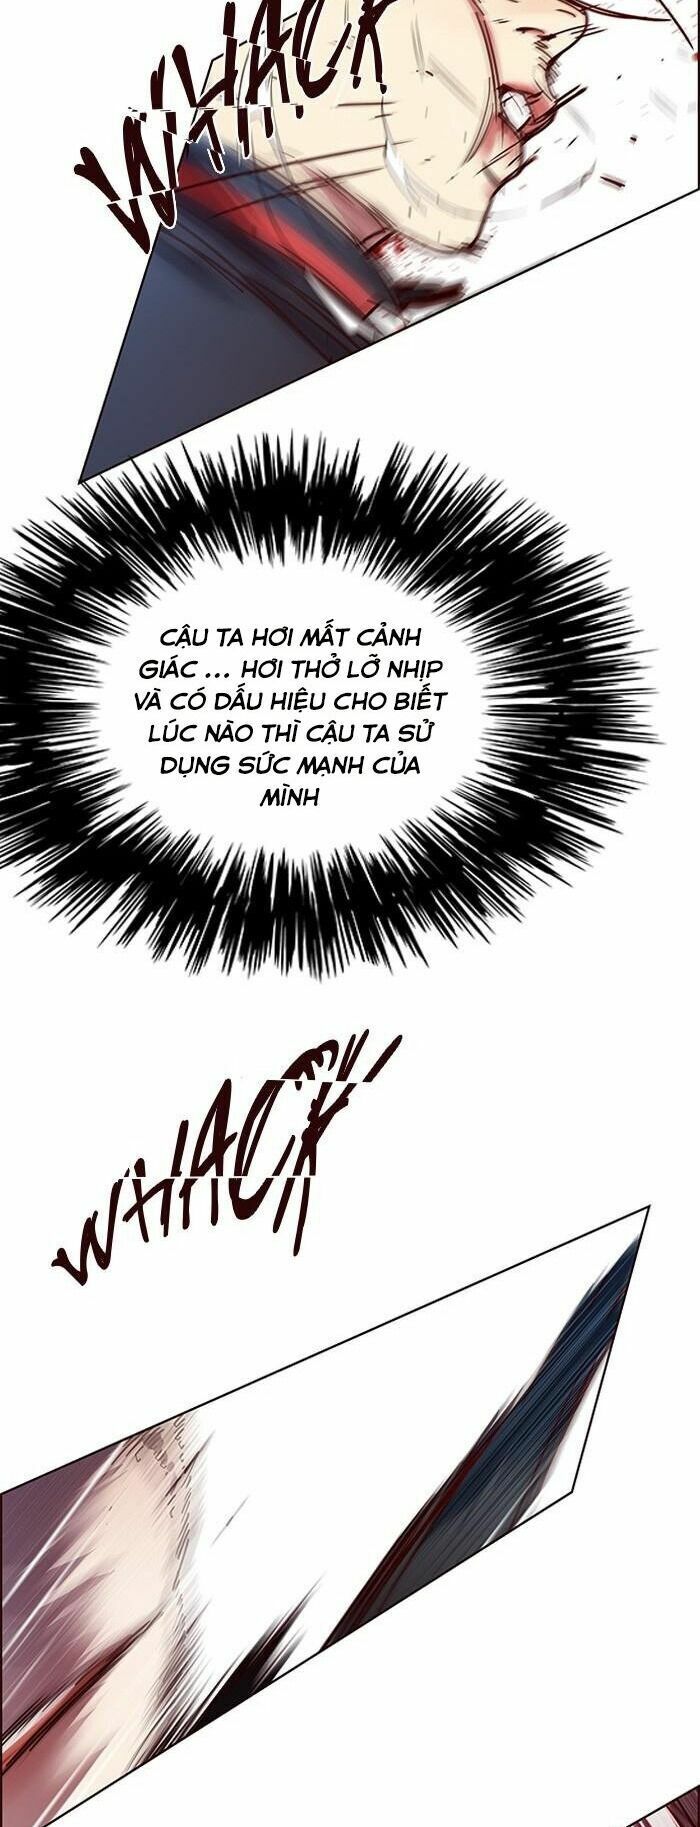 WHACK
CẬU TA HƠI MẤT CẢNH
GIÁC ... HƠI THỞ LỠ NHỊP
VÀ CÓ DẤU HIỆU CHO BIẾT
LÚC NÀO THÌ CẬU TA SỬ
DỤNG SỨC MẠNH CỦA
MÌNH
WHACK